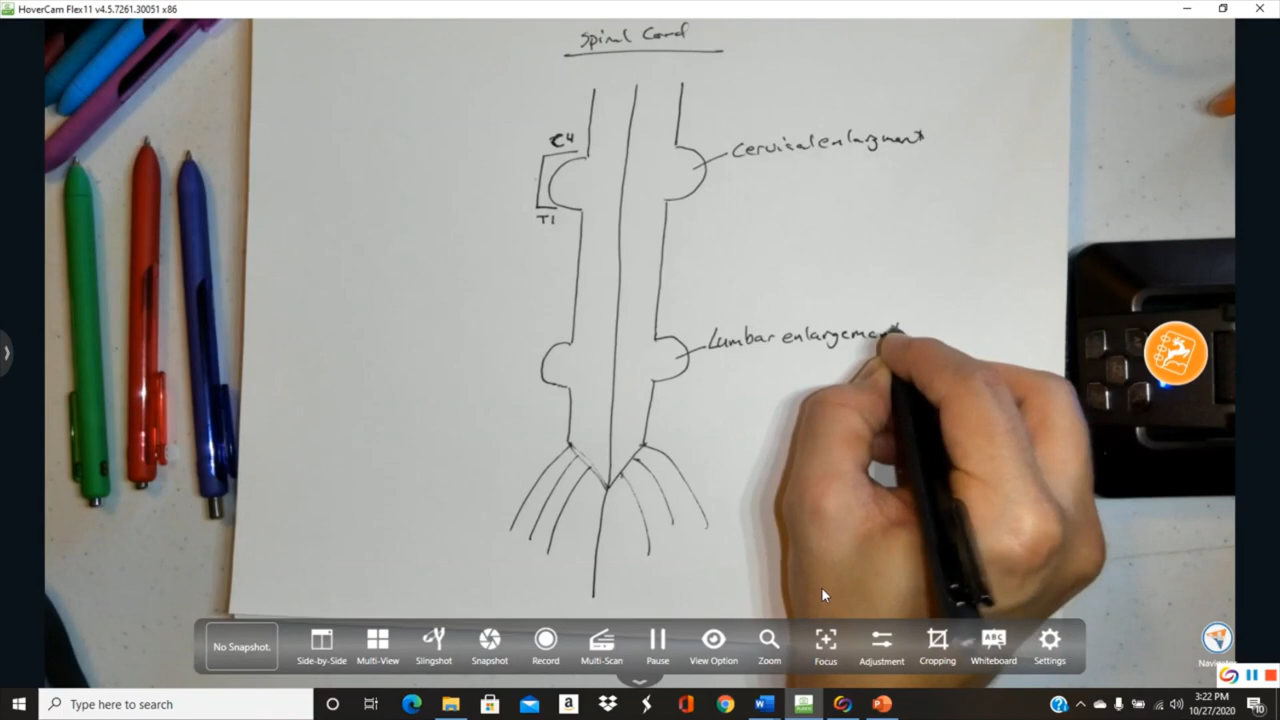 HoverCam Flex11 v4.5.7261.30051 x86
Spinal Cord
C4
Cervical enlargment
T1
Lumbar enlargement
No Snapshot.
Side-by-Side
Multi-View
Slingshot
Snapshot
Record
Multi-Scan
Pause
View Option
Zoom
Focus
Adjustment
Cropping
ABC
Whiteboard
Settings
Type here to search
3:22 PM
10/27/2020
10